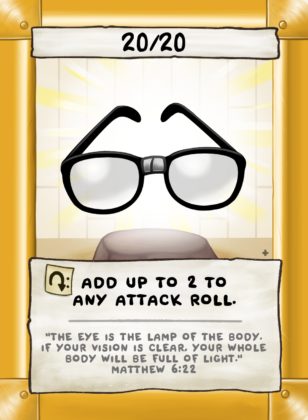 20/20
: ADD UP TO 2 TO
ANY ATTACK ROLL.
"THE EYE IS THE LAMP OF THE BODY.
IF YOUR VISION IS CLEAR, YOUR WHOLE
BODY WILL BE FULL OF LIGHT."
MATTHEW 6:22